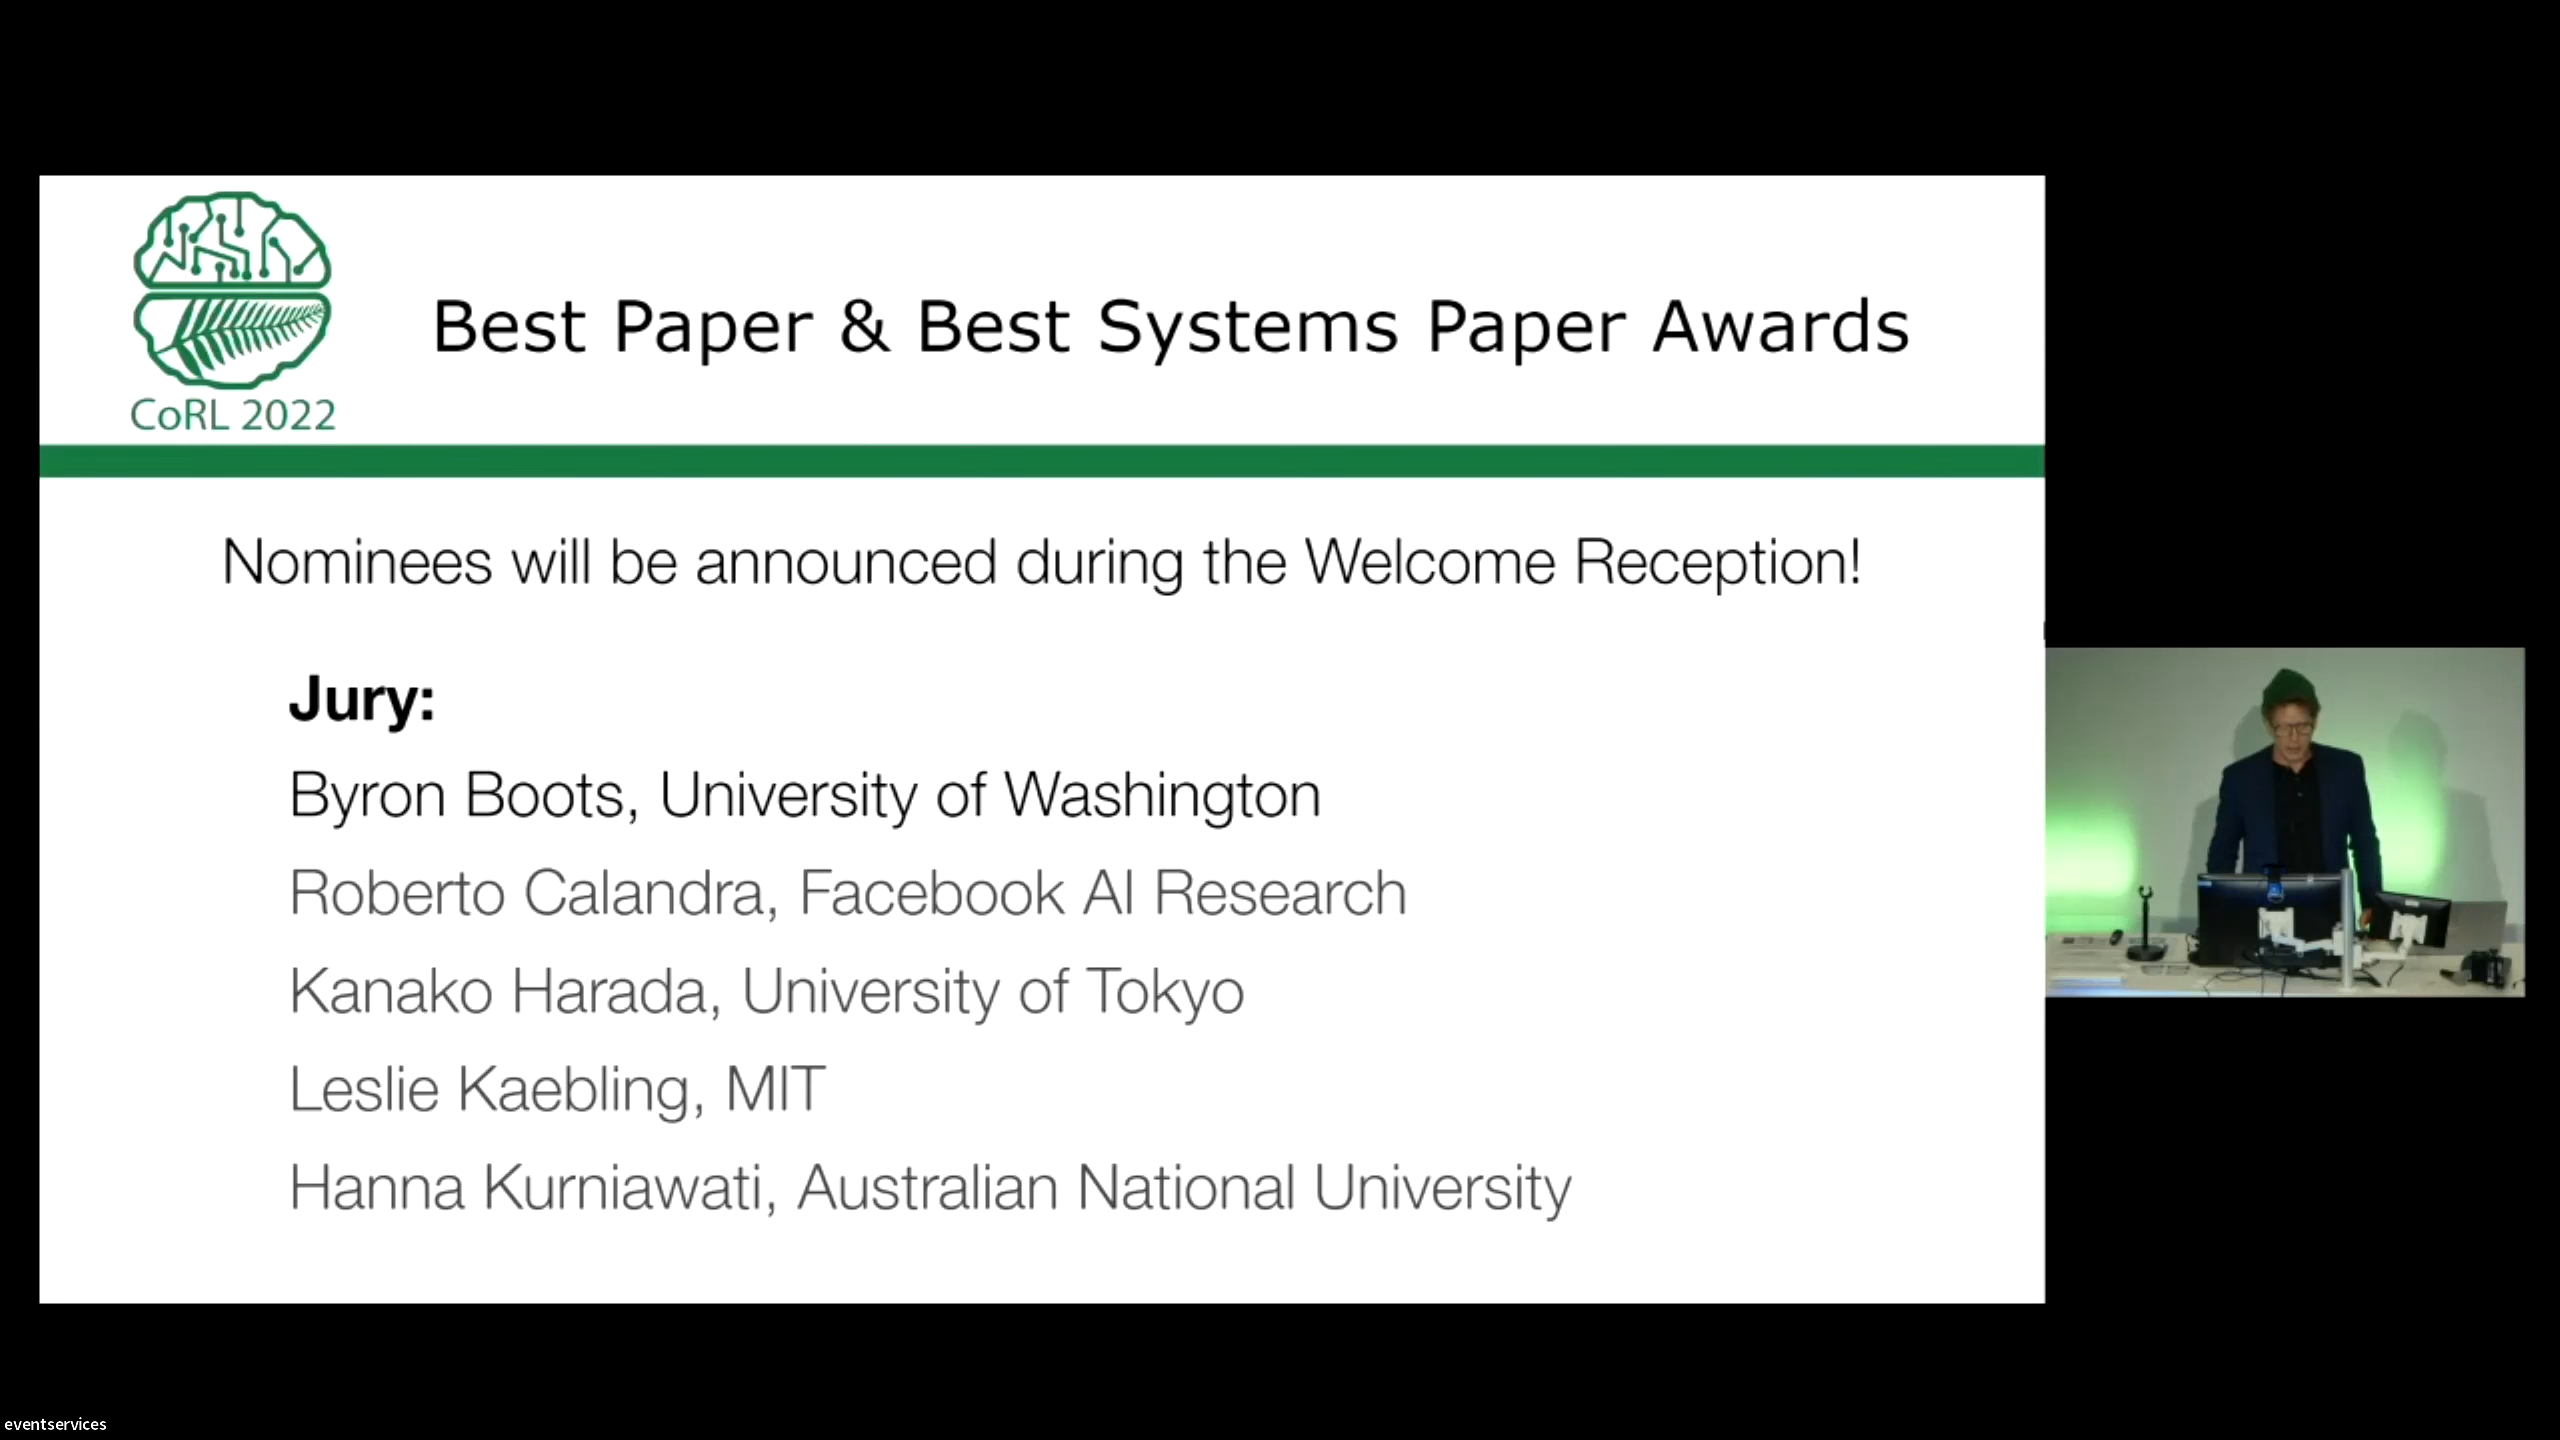 CoRL 2022
Best Paper & Best Systems Paper Awards
Nominees will be announced during the Welcome Reception!
Jury:
Byron Boots, University of Washington
Roberto Calandra, Facebook AI Research
Kanako Harada, University of Tokyo
Leslie Kaebling, MIT
Hanna Kurniawati, Australian National University
eventservices